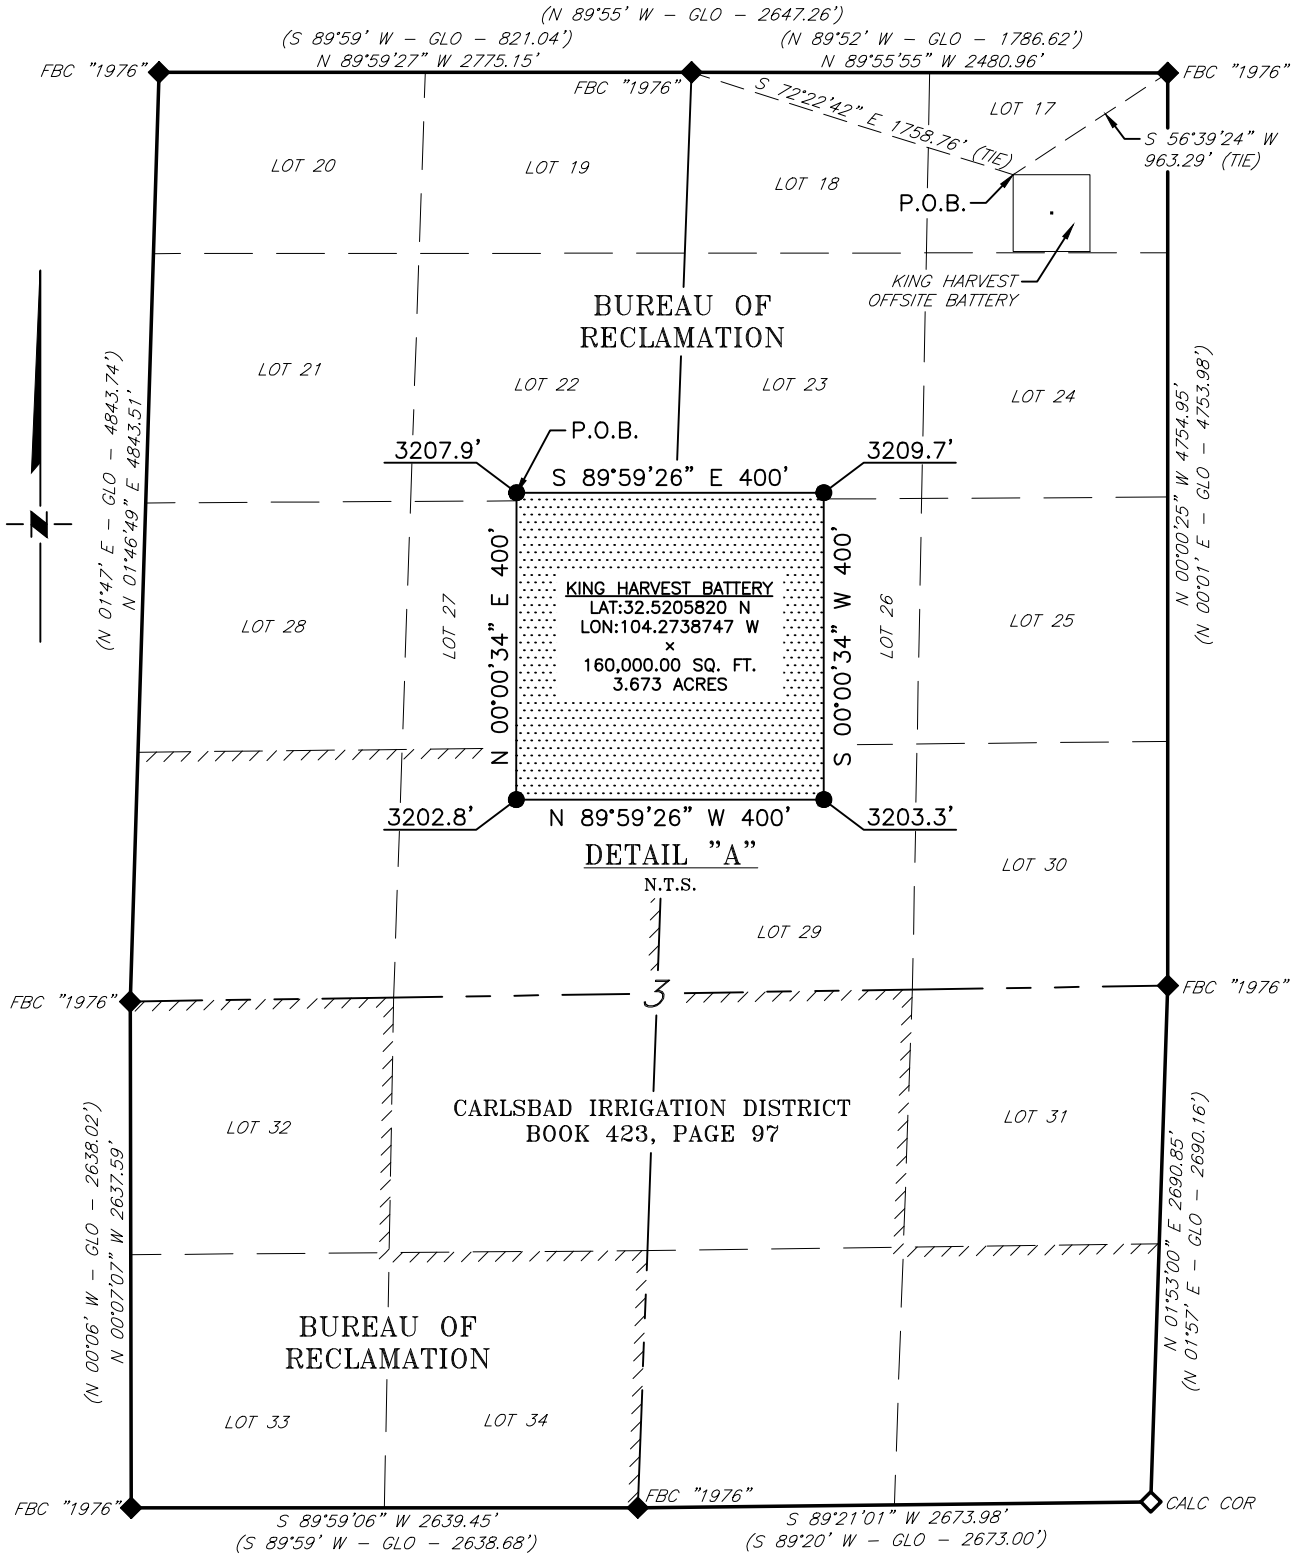 (N 89°55' W - GLO - 2647.26')
(S 89°59' W - GLO - 821.04')
(N 89°52' W - GLO - 1786.62')
N 89°59'27" W 2775.15'
N 89°55'55" W 2480.96'
FBC "1976"
FBC "1976"
FBC "1976"
S 72°22'42" E 1758.76' (TIE)
LOT 17
S 56°39'24" W
963.29' (TIE)
LOT 20
LOT 19
LOT 18
P.O.B.
KING HARVEST
OFFSITE BATTERY
BUREAU OF
RECLAMATION
LOT 21
LOT 22
LOT 23
LOT 24
(N 01°47' E - GLO - 4843.74')
N 01°46'49" E 4843.51'
N 00°00'25" W 4754.95'
(N 00°01' E - GLO - 4753.98')
N
P.O.B.
3207.9'
3209.7'
S 89°59'26" E 400'
N 00°00'34" E 400'
S 00°00'34" W 400'
KING HARVEST BATTERY
LAT:32.5205820 N
LON:104.2738747 W
×
160,000.00 SQ. FT.
3.673 ACRES
LOT 28
LOT 27
LOT 26
LOT 25
3202.8'
3203.3'
N 89°59'26" W 400'
DETAIL "A"
N.T.S.
LOT 30
LOT 29
FBC "1976"
3
FBC "1976"
CARLSBAD IRRIGATION DISTRICT
BOOK 423, PAGE 97
LOT 32
LOT 31
(N 00°06' W - GLO - 2638.02')
N 00°07'07" W 2637.59'
N 01°53'00" E 2690.85'
(N 01°57' E - GLO - 2690.16')
BUREAU OF
RECLAMATION
LOT 33
LOT 34
FBC "1976"
FBC "1976"
CALC COR
S 89°59'06" W 2639.45'
(S 89°59' W - GLO - 2638.68')
S 89°21'01" W 2673.98'
(S 89°20' W - GLO - 2673.00')